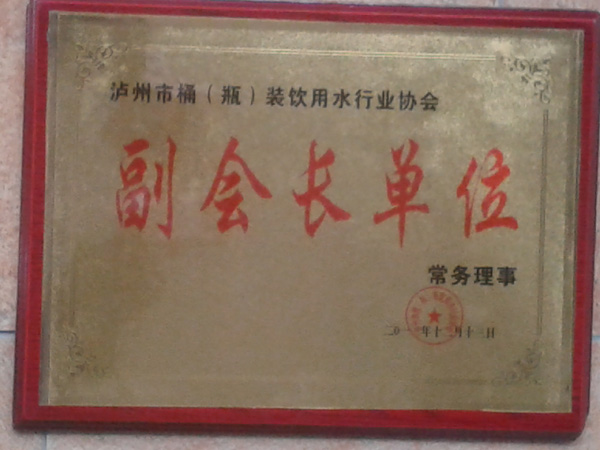 泸州市桶（瓶）装饮用水行业协会
副会长单位
常务理事